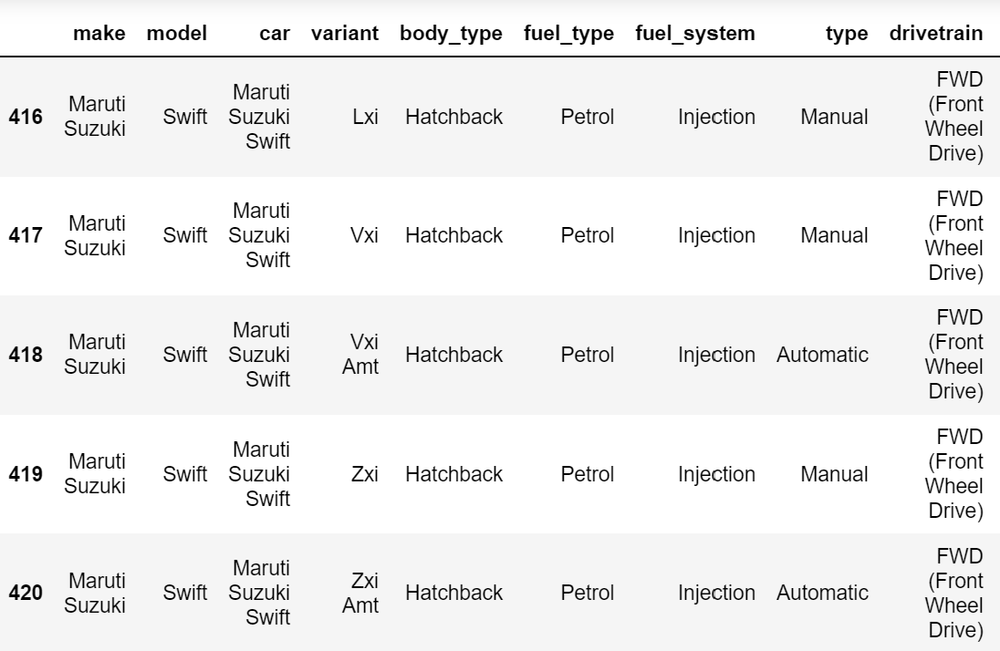 make model car variant body_type fuel_type fuel_system type drivetrain
416 Maruti Suzuki Swift Maruti Suzuki Swift Lxi Hatchback Petrol Injection Manual FWD (Front Wheel Drive)
417 Maruti Suzuki Swift Maruti Suzuki Swift Vxi Hatchback Petrol Injection Manual FWD (Front Wheel Drive)
418 Maruti Suzuki Swift Maruti Suzuki Swift Vxi Amt Hatchback Petrol Injection Automatic FWD (Front Wheel Drive)
419 Maruti Suzuki Swift Maruti Suzuki Swift Zxi Hatchback Petrol Injection Manual FWD (Front Wheel Drive)
420 Maruti Suzuki Swift Maruti Suzuki Swift Zxi Amt Hatchback Petrol Injection Automatic FWD (Front Wheel Drive)